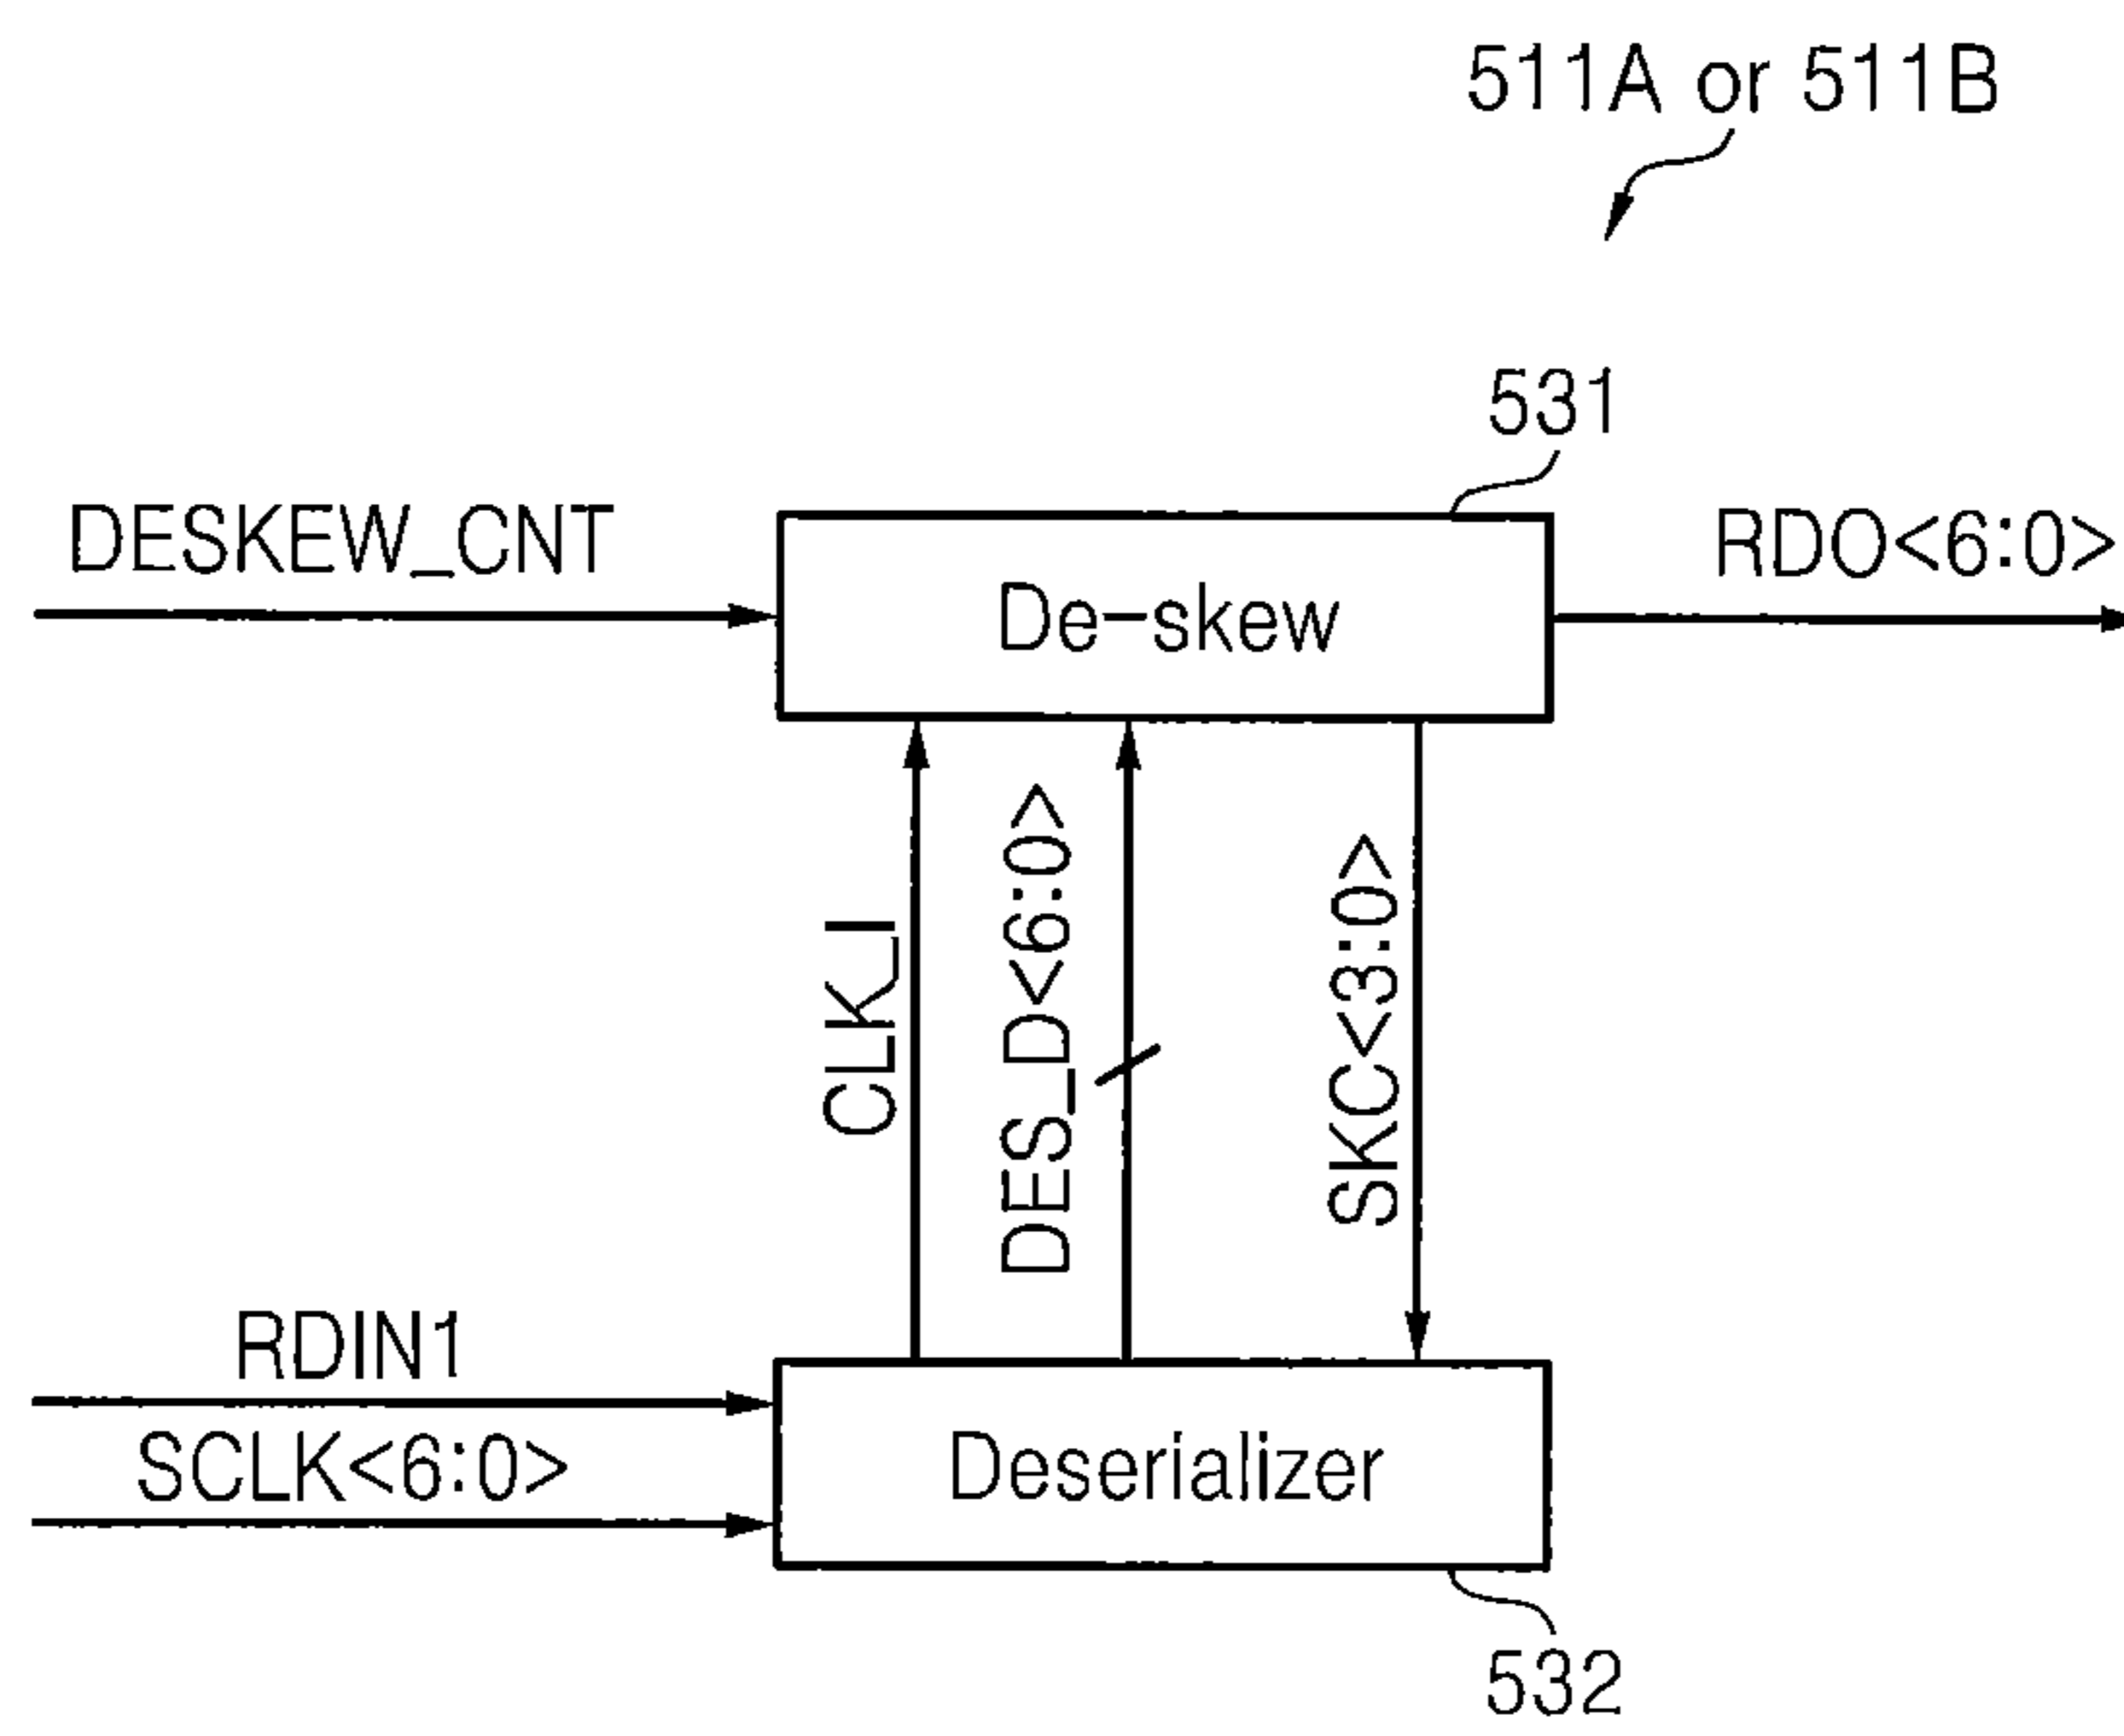 511A or 511B
531
DESKEW_CNT
RDO<6:0>
De-skew
CLK_I
DES_D<6:0>
SKC<3:0>
RDIN1
SCLK<6:0>
Deserializer
532